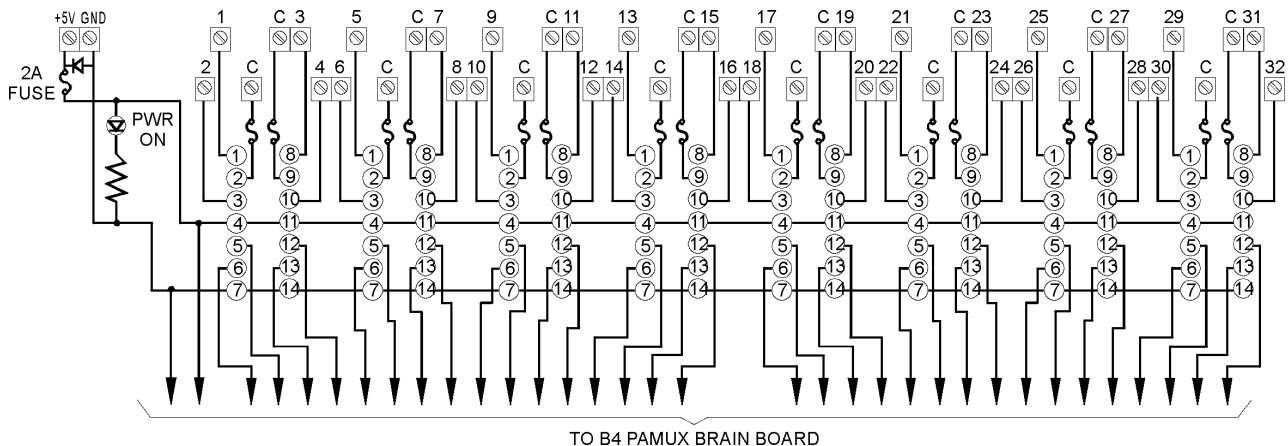 +5V GND 1 C 3 5 C 7 9 C 11 13 C 15 17 C 19 21 C 23 25 C 27 29 C 31
2A FUSE
2 C 4 6 C 8 10 C 12 14 C 16 18 C 20 22 C 24 26 C 28 30 C 32
PWR ON
1 8 1 8 1 8 1 8 1 8 1 8 1 8 1 8
2 9 2 9 2 9 2 9 2 9 2 9 2 9 2 9
3 10 3 10 3 10 3 10 3 10 3 10 3 10 3 10
4 11 4 11 4 11 4 11 4 11 4 11 4 11 4 11
5 12 5 12 5 12 5 12 5 12 5 12 5 12 5 12
6 13 6 13 6 13 6 13 6 13 6 13 6 13 6 13
7 14 7 14 7 14 7 14 7 14 7 14 7 14 7 14
TO B4 PAMUX BRAIN BOARD